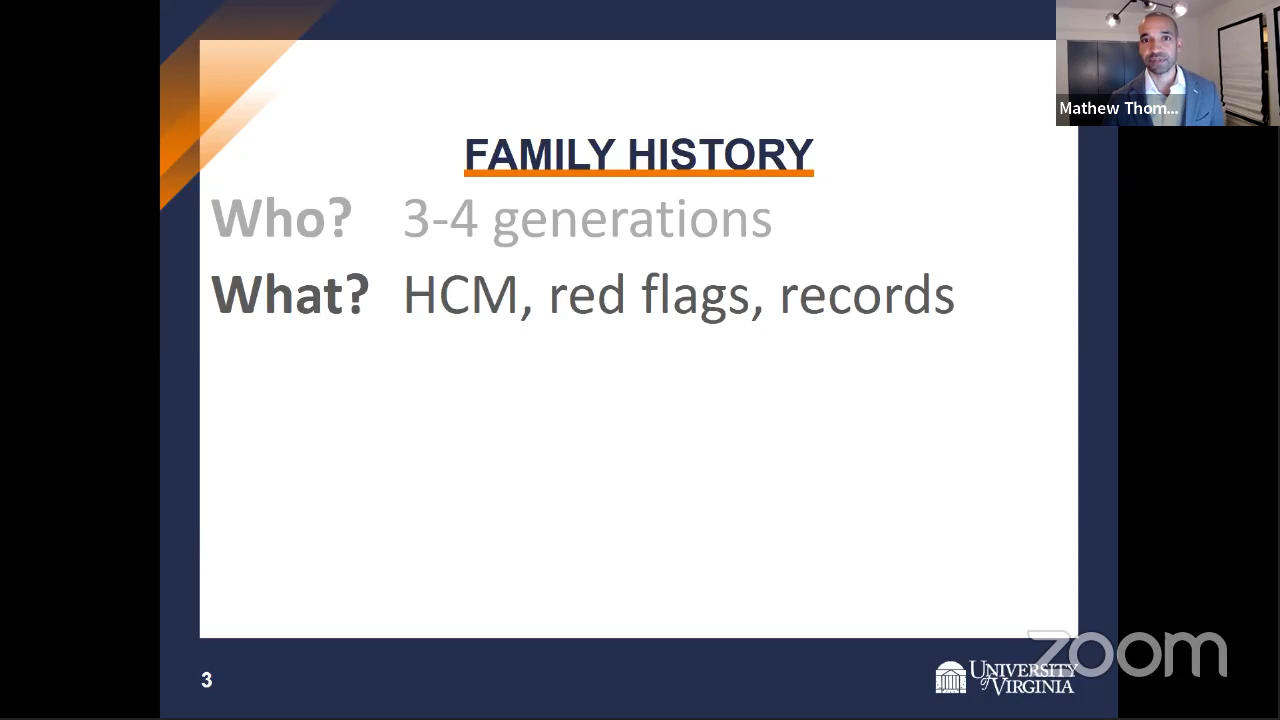 Mathew Thom...
FAMILY HISTORY
Who? 3-4 generations
What? HCM, red flags, records
3
UNIVERSITY
of VIRGINIA
zoom